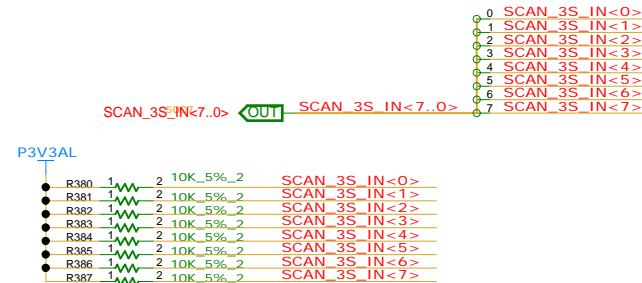 0 SCAN_3S_IN<0>
1 SCAN_3S_IN<1>
2 SCAN_3S_IN<2>
3 SCAN_3S_IN<3>
4 SCAN_3S_IN<4>
5 SCAN_3S_IN<5>
6 SCAN_3S_IN<6>
7 SCAN_3S_IN<7>
SCAN_3S_IN<7..0> OUT SCAN_3S_IN<7..0>
P3V3AL
R380 1 2 10K_5%_2 SCAN_3S_IN<0>
R381 1 2 10K_5%_2 SCAN_3S_IN<1>
R382 1 2 10K_5%_2 SCAN_3S_IN<2>
R383 1 2 10K_5%_2 SCAN_3S_IN<3>
R384 1 2 10K_5%_2 SCAN_3S_IN<4>
R385 1 2 10K_5%_2 SCAN_3S_IN<5>
R386 1 2 10K_5%_2 SCAN_3S_IN<6>
R387 1 2 10K_5%_2 SCAN_3S_IN<7>